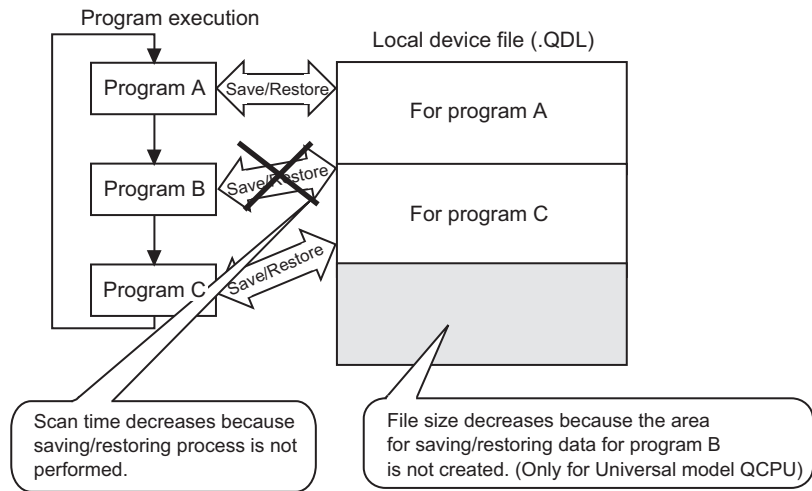 Program execution
Local device file (.QDL)
Program A
Save/Restore
For program A
Program B
Save/Restore
For program C
Program C
Save/Restore
Scan time decreases because
saving/restoring process is not
performed.
File size decreases because the area
for saving/restoring data for program B
is not created. (Only for Universal model QCPU)